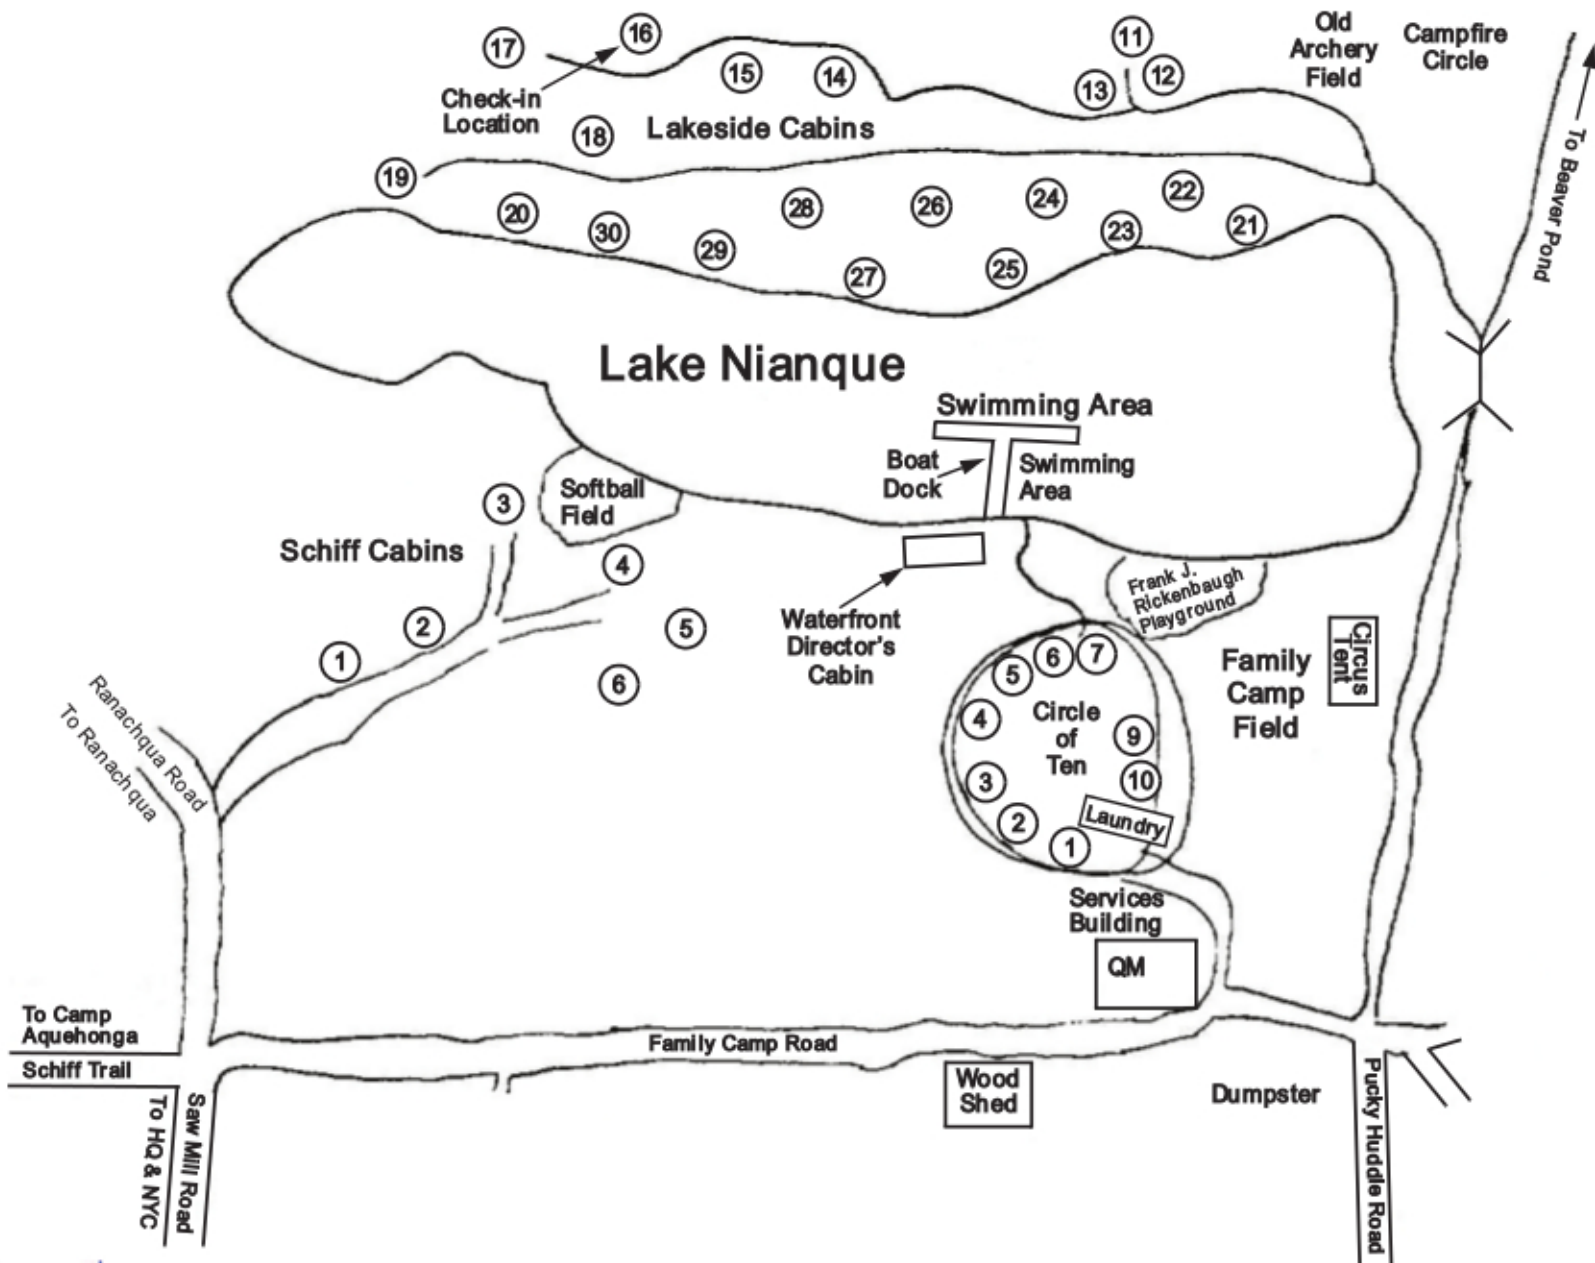 17
16
15
14
11
12
13
Old
Archery
Field
Campfire
Circle
Check-in
Location
18
Lakeside Cabins
To Beaver Pond
19
20
30
29
28
27
26
25
24
23
22
21
Lake Nianque
Swimming Area
Boat
Dock
Swimming
Area
3
Softball
Field
Schiff Cabins
4
2
1
5
6
Waterfront
Director's
Cabin
Frank J.
Rickenbaugh
Playground
Circus
Tent
Family
Camp
Field
6
7
5
4
Circle
of
Ten
9
10
3
2
1
Laundry
Ranachqua Road
To Ranachqua
Services
Building
QM
To Camp
Aquehonga
Schiff Trail
Family Camp Road
Wood
Shed
Dumpster
Saw Mill Road
To HQ & NYC
Pucky Huddle Road